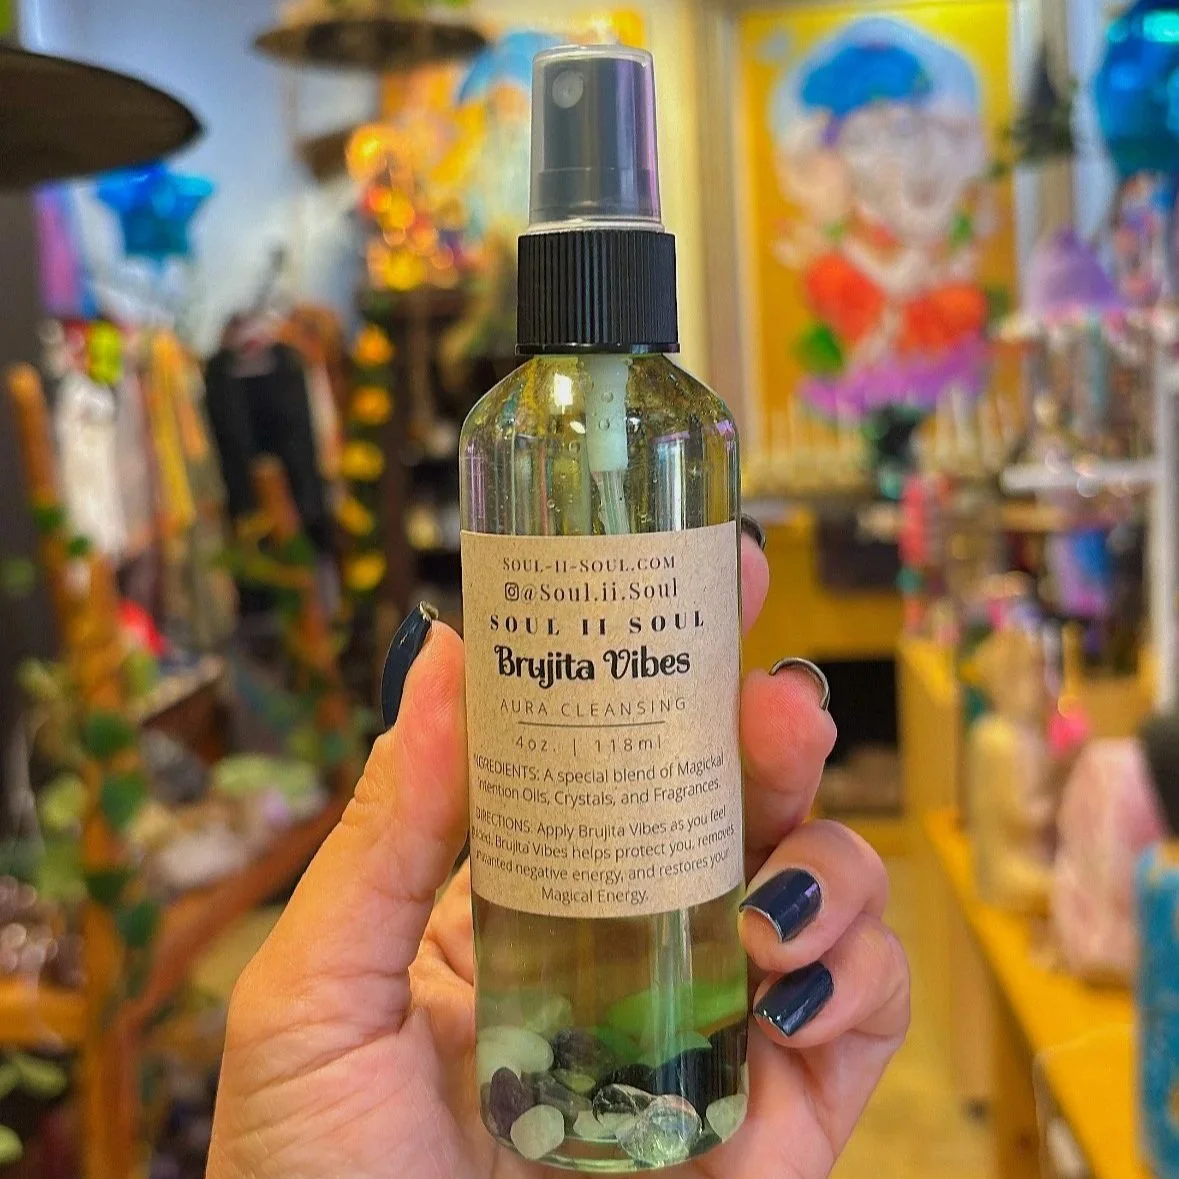 SOUL-II-SOUL.COM
@Soul.ii.Soul
SOUL II SOUL
Brujita Vibes
AURA CLEANSING
4oz. | 118ml
INGREDIENTS: A special blend of Magickal
Intention Oils, Crystals, and Fragrances.
DIRECTIONS: Apply Brujita Vibes as you feel
Brujita Vibes helps protect you, removes
unwanted negative energy, and restores your
Magical Energy.